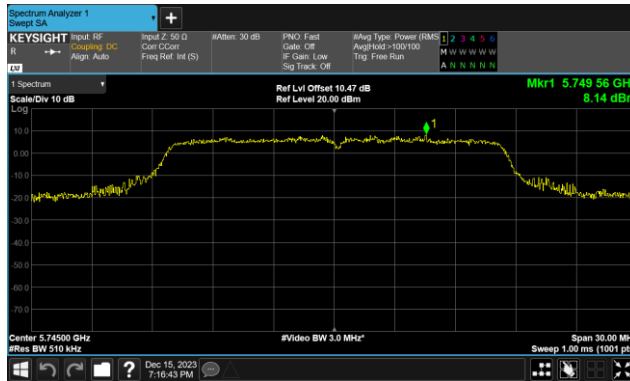 Spectrum Analyzer 1
Swept SA
+
KEYSIGHT
R
LXI
Input: RF
Coupling: DC
Align: Auto
Input Z: 50 Ω
Corr CCorr
Freq Ref: Int (S)
#Atten: 30 dB
PNO: Fast
Gate: Off
IF Gain: Low
Sig Track: Off
#Avg Type: Power (RMS
Avg|Hold:>100/100
Trig: Free Run
1 2 3 4 5 6
M W W W W W
A N N N N N
1 Spectrum
Scale/Div 10 dB
Log
Ref Lvl Offset 10.47 dB
Ref Level 20.00 dBm
Mkr1 5.749 56 GH
8.14 dBm
1
10.0
0.00
-10.0
-20.0
-30.0
-40.0
-50.0
-60.0
-70.0
Center 5.74500 GHz
#Res BW 510 kHz
#Video BW 3.0 MHz*
Span 30.00 MH
Sweep 1.00 ms (1001 pt
?
Dec 15, 2023
7:16:43 PM